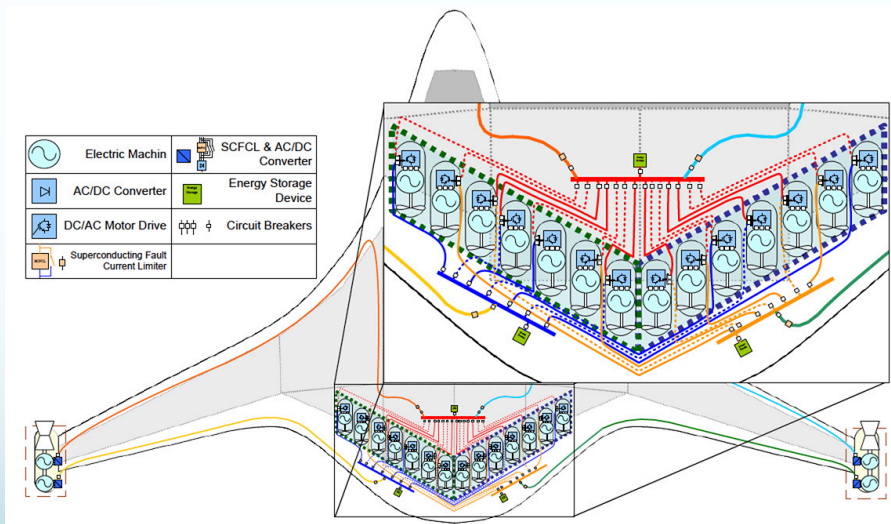 Electric Machin
SCFCL & AC/DC
Converter
AC/DC Converter
Energy Storage
Device
DC/AC Motor Drive
Circuit Breakers
Superconducting Fault
Current Limiter